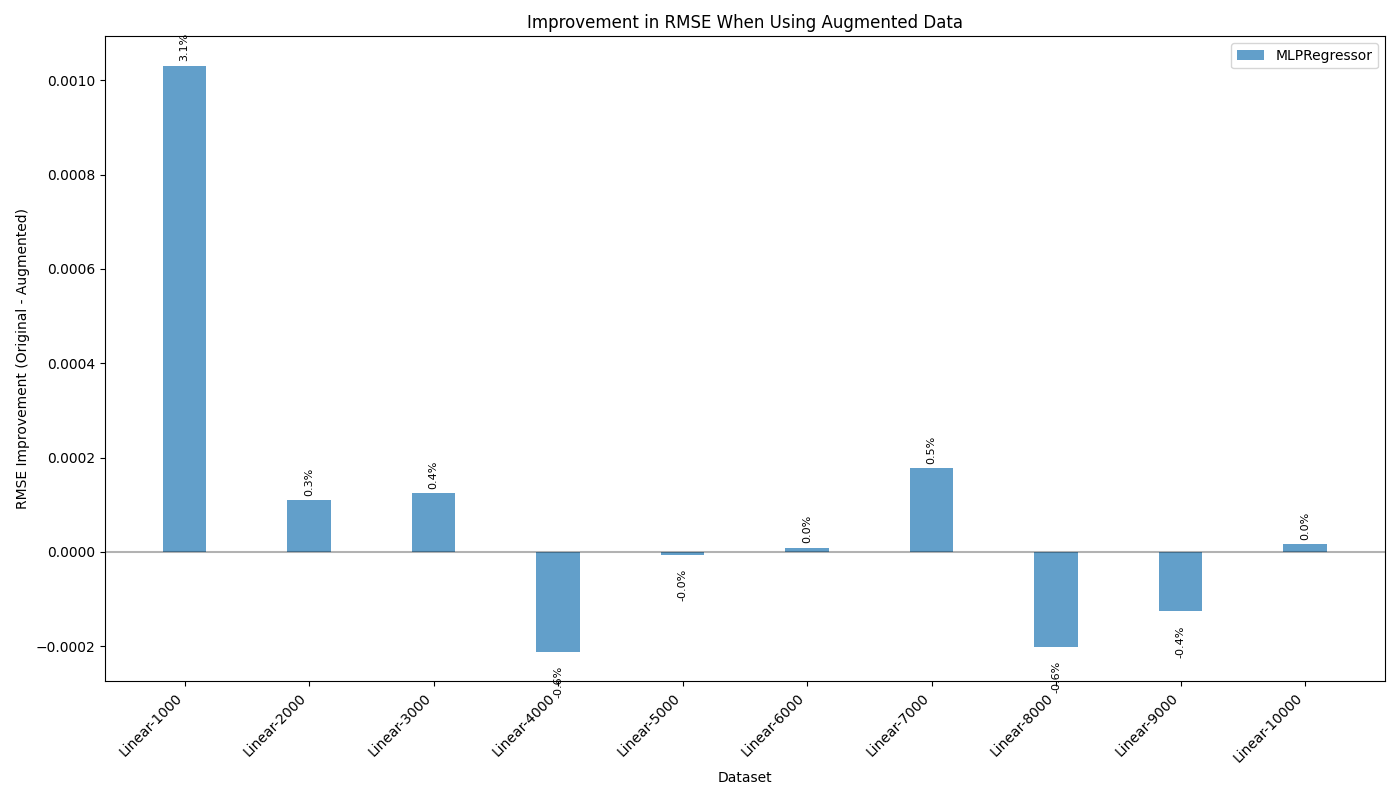 Improvement in RMSE When Using Augmented Data
MLPRegressor
RMSE Improvement (Original - Augmented)
0.0010
0.0008
0.0006
0.0004
0.0002
0.0000
−0.0002
3.1%
0.3%
0.4%
-0.6%
-0.0%
0.0%
0.5%
-0.6%
-0.4%
0.0%
Linear-1000
Linear-2000
Linear-3000
Linear-4000
Linear-5000
Linear-6000
Linear-7000
Linear-8000
Linear-9000
Linear-10000
Dataset